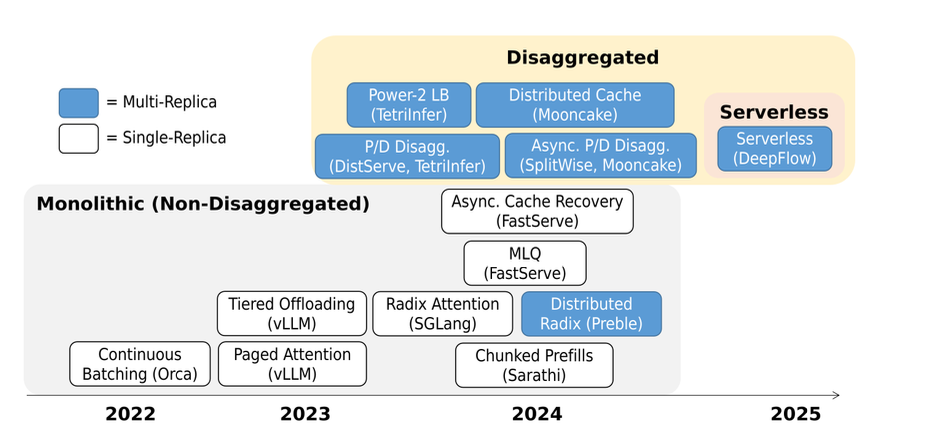 Disaggregated
= Multi-Replica
= Single-Replica
Power-2 LB
(TetriInfer)
Distributed Cache
(Mooncake)
Serverless
Serverless
(DeepFlow)
P/D Disagg.
(DistServe, TetriInfer)
Async. P/D Disagg.
(SplitWise, Mooncake)
Monolithic (Non-Disaggregated)
Async. Cache Recovery
(FastServe)
MLQ
(FastServe)
Tiered Offloading
(vLLM)
Radix Attention
(SGLang)
Distributed
Radix (Preble)
Continuous
Batching (Orca)
Paged Attention
(vLLM)
Chunked Prefills
(Sarathi)
2022
2023
2024
2025